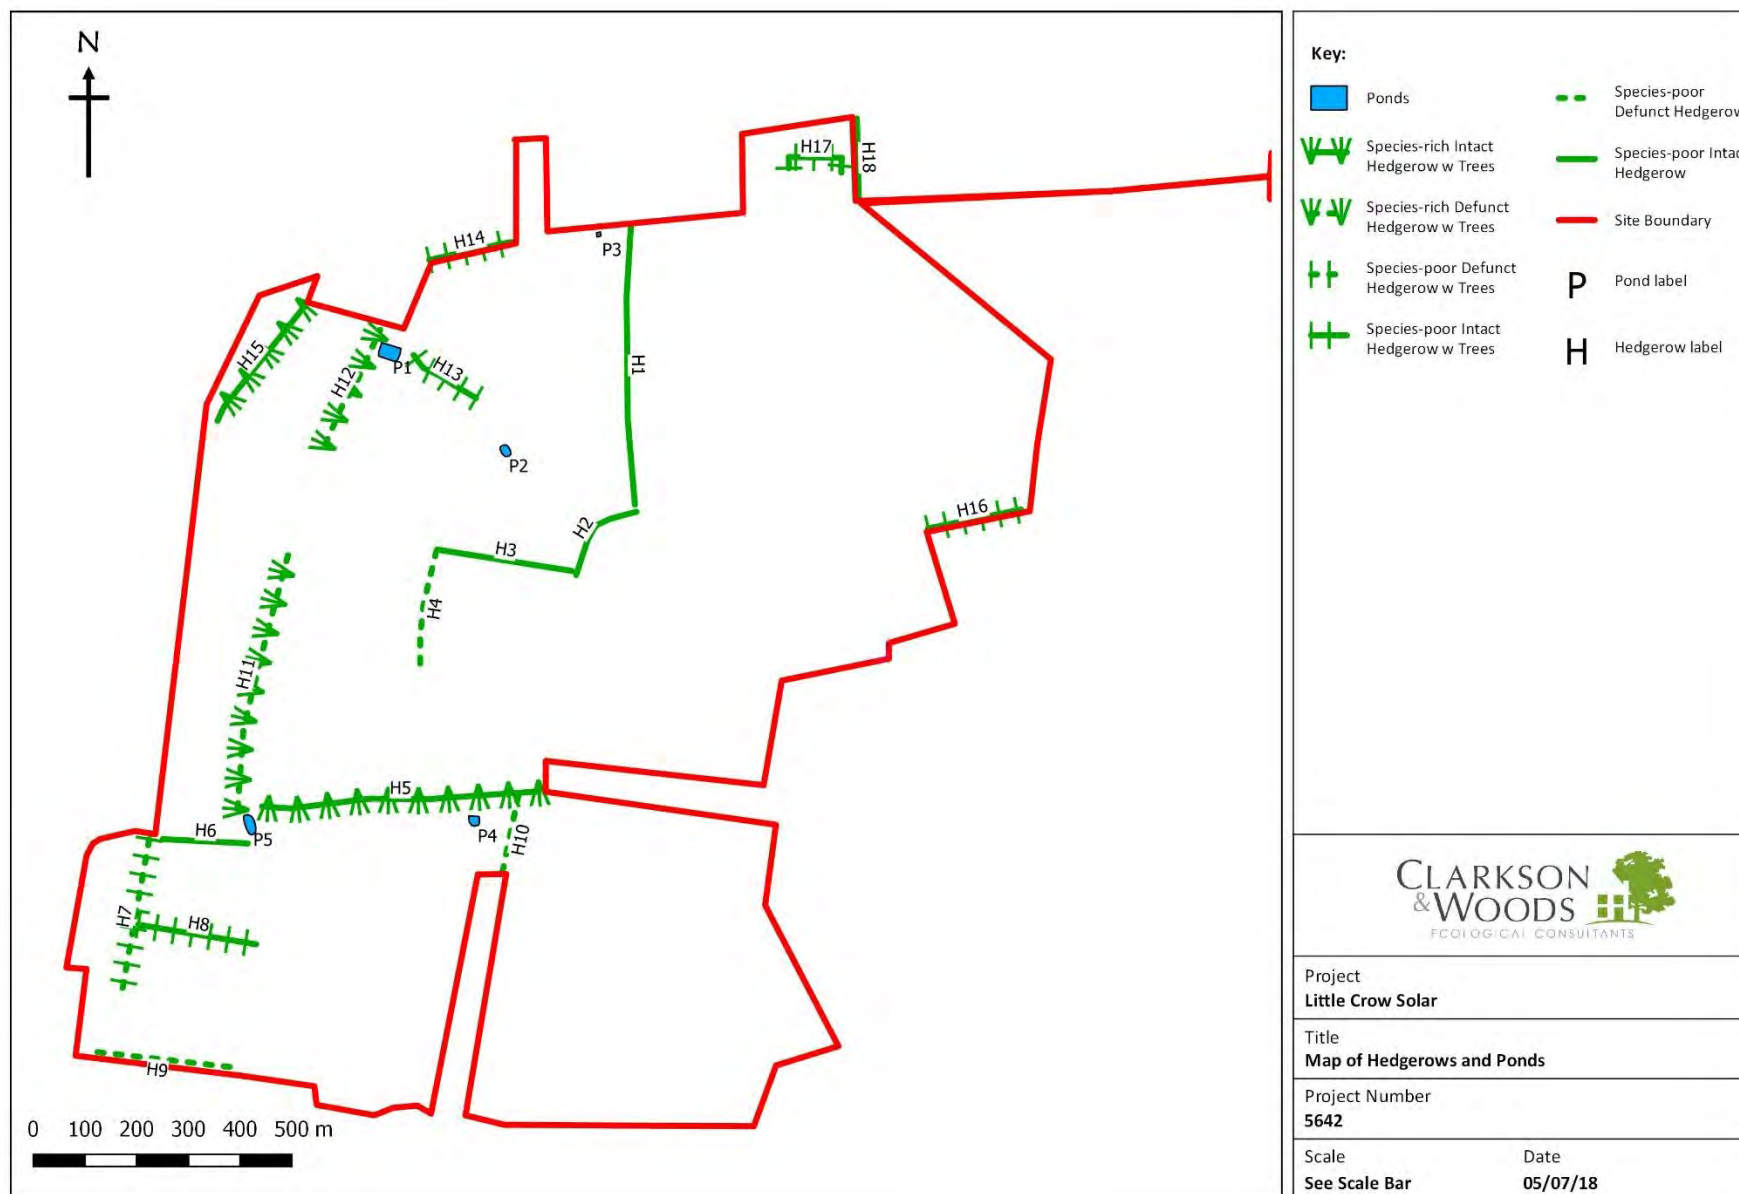 N
H17
H18
H14
P3
H15
H12
P1
H13
H1
P2
H16
H2
H3
H4
H11
H5
H6
P5
P4
H10
H7
H8
H9
0 100 200 300 400 500 m
Key:
Ponds
Species-rich Intact
Hedgerow w Trees
Species-rich Defunct
Hedgerow w Trees
Species-poor Defunct
Hedgerow w Trees
Species-poor Intact
Hedgerow w Trees
Species-poor
Defunct Hedgerow
Species-poor Intac
Hedgerow
Site Boundary
P Pond label
H Hedgerow label
CLARKSON
&WOODS
ECOLOGICAL CONSULTANTS
Project
Little Crow Solar
Title
Map of Hedgerows and Ponds
Project Number
5642
Scale Date
See Scale Bar 05/07/18